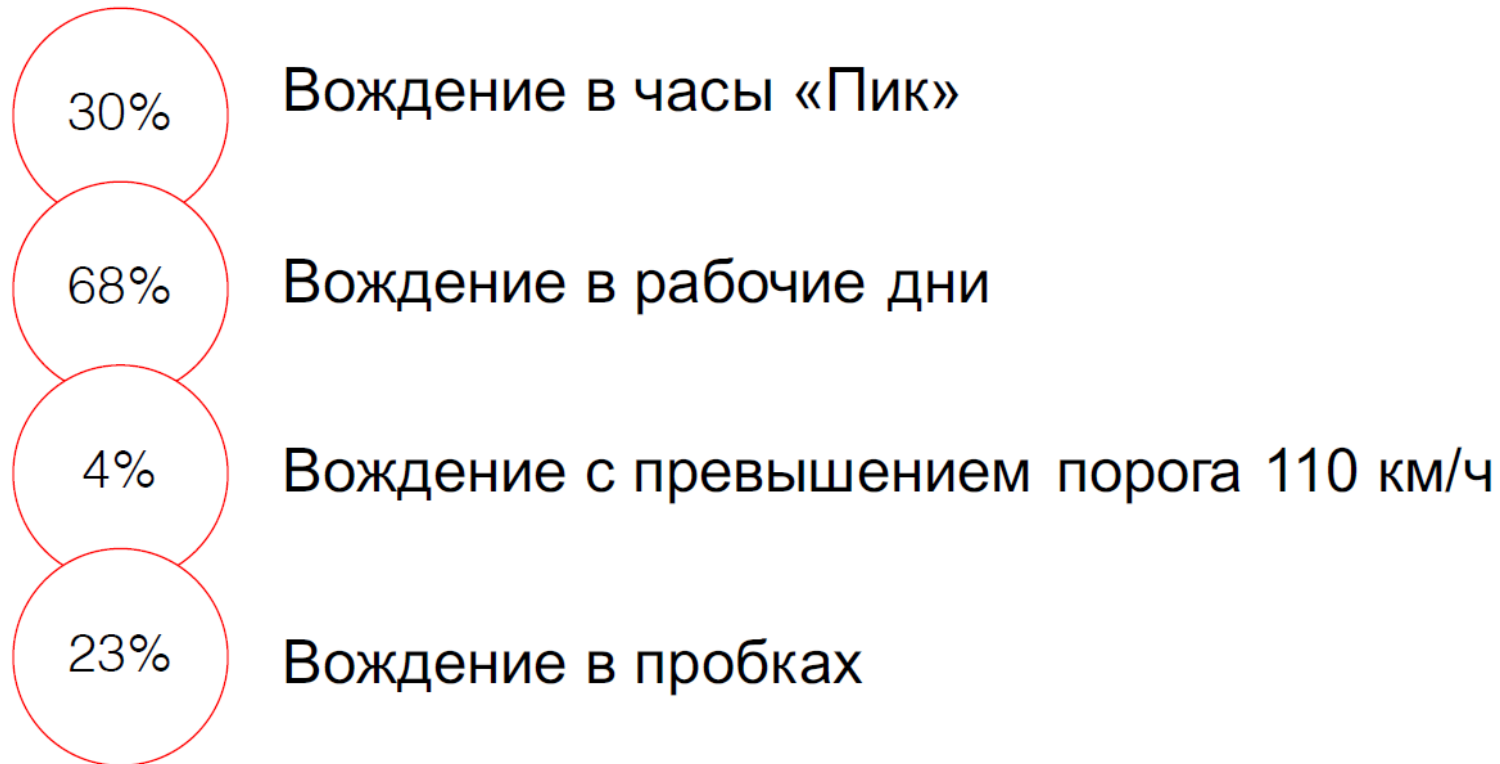 30% Вождение в часы «Пик»
68% Вождение в рабочие дни
4% Вождение с превышением порога 110 км/ч
23% Вождение в пробках